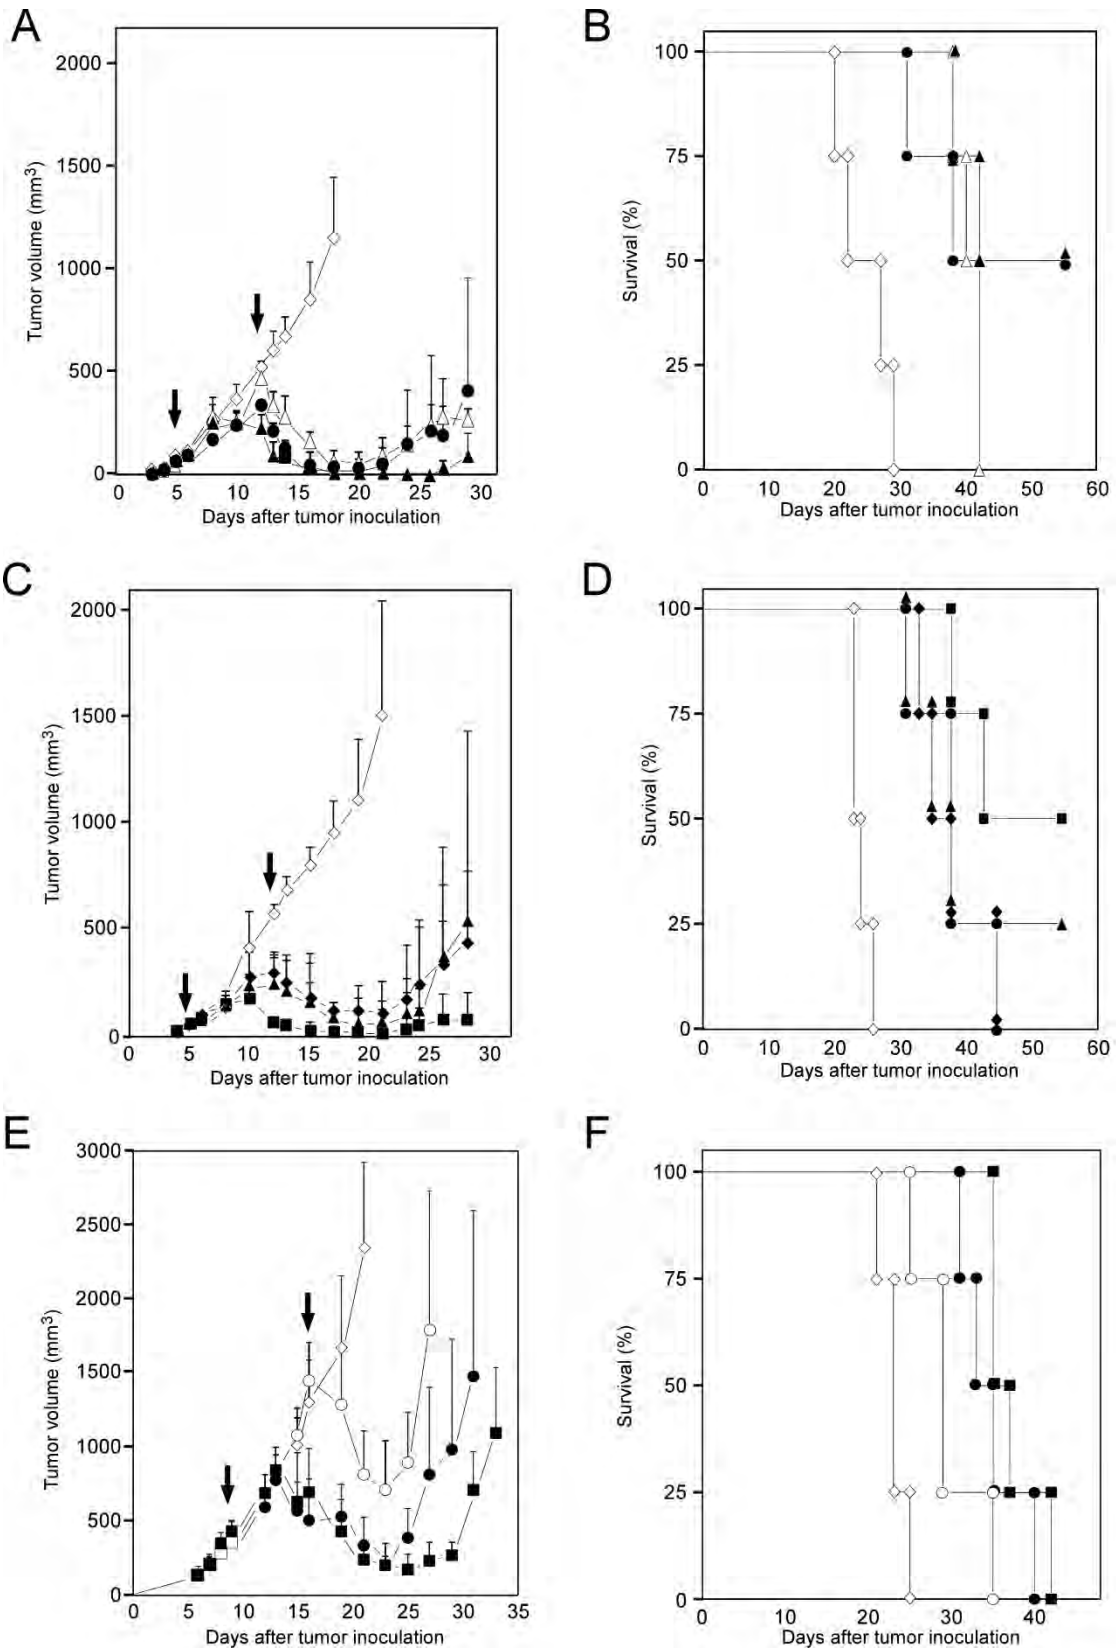 A
2000
1500
1000
500
0
Tumor volume (mm³)
0 5 10 15 20 25 30
Days after tumor inoculation
B
100
75
50
25
0
Survival (%)
0 10 20 30 40 50 60
Days after tumor inoculation
C
2000
1500
1000
500
0
Tumor volume (mm³)
0 5 10 15 20 25 30
Days after tumor inoculation
D
100
75
50
25
0
Survival (%)
0 10 20 30 40 50 60
Days after tumor inoculation
E
3000
2500
2000
1500
1000
500
0
Tumor volume (mm³)
0 5 10 15 20 25 30 35
Days after tumor inoculation
F
100
75
50
25
0
Survival (%)
0 10 20 30 40
Days after tumor inoculation